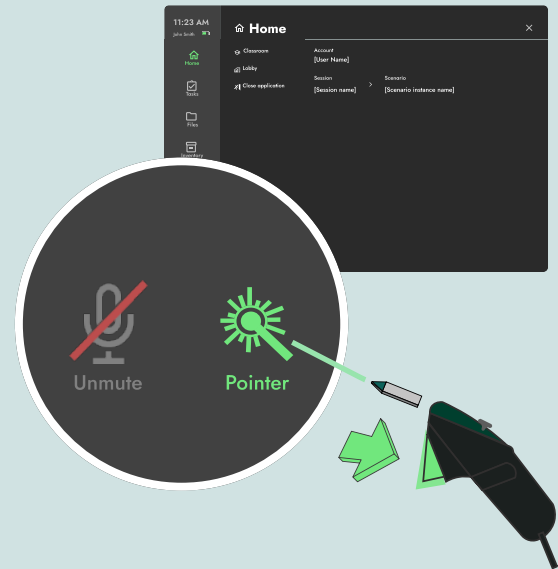 11:23 AM
John Smith
Home
Tasks
Files
Inventory
Home
Classroom
Lobby
Close application
Account
[User Name]
Session
[Session name]
Scenario
[Scenario instance name]
Unmute
Pointer